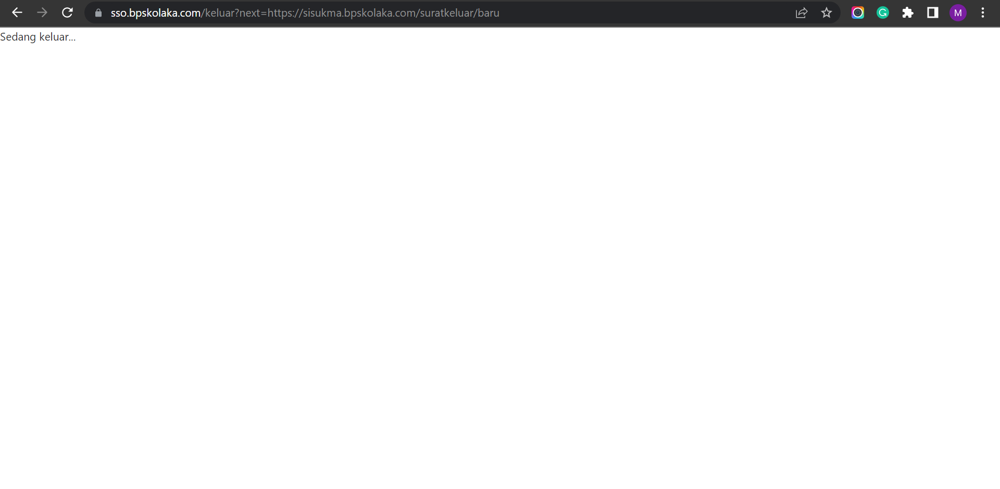 sso.bpskolaka.com/keluar?next=https://sisukma.bpskolaka.com/suratkeluar/baru
M
Sedang keluar...